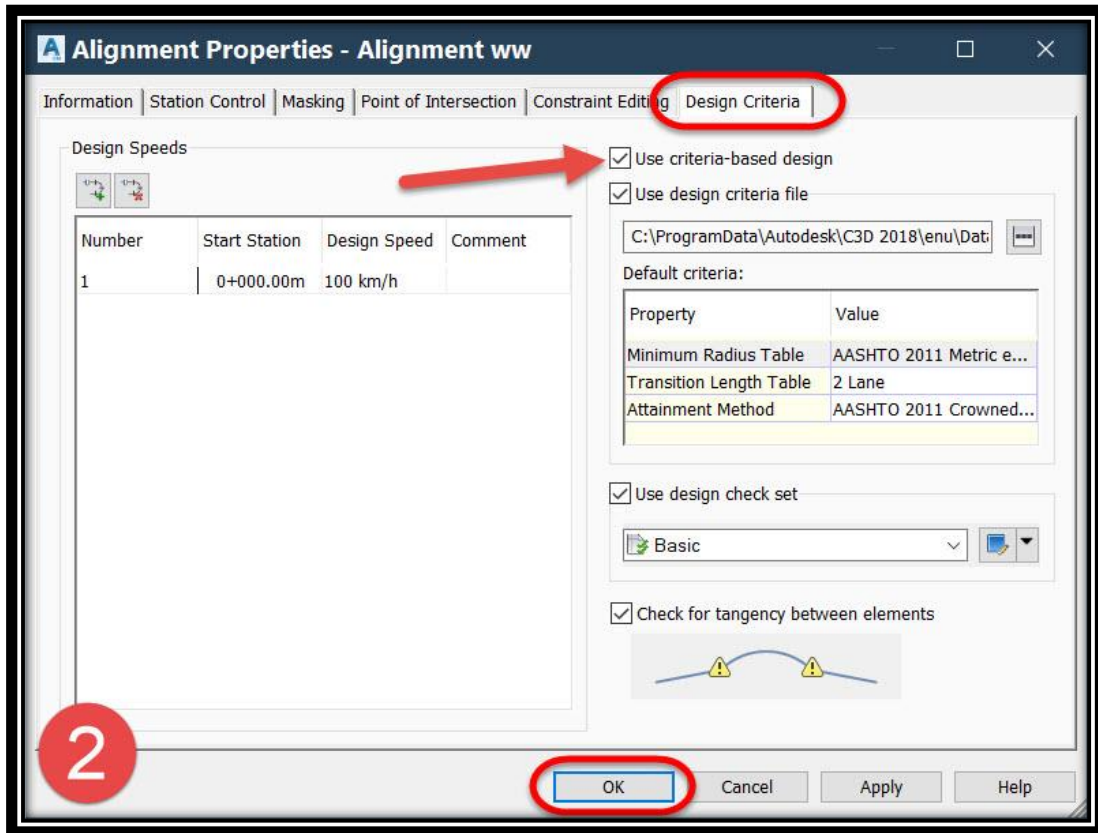 Alignment Properties - Alignment ww
Information Station Control Masking Point of Intersection Constraint Editing Design Criteria
Design Speeds
Number Start Station Design Speed Comment
1 0+000.00m 100 km/h
Use criteria-based design
Use design criteria file
C:\ProgramData\Autodesk\C3D 2018\enu\Data
Default criteria:
Property Value
Minimum Radius Table AASHTO 2011 Metric e...
Transition Length Table 2 Lane
Attainment Method AASHTO 2011 Crowned...
Use design check set
Basic
Check for tangency between elements
2
OK Cancel Apply Help